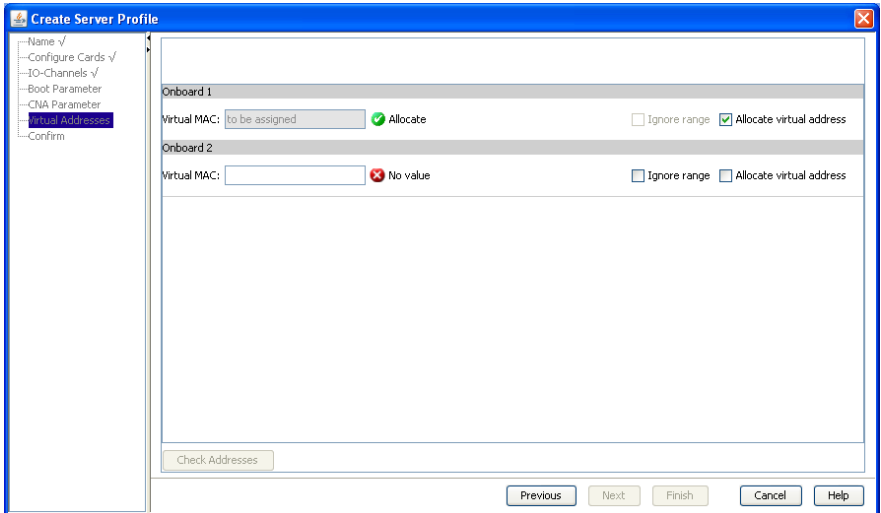 Create Server Profile
Name √
Configure Cards √
IO-Channels √
Boot Parameter
CNA Parameter
Virtual Addresses
Confirm
Onboard 1
Virtual MAC: to be assigned Allocate Ignore range Allocate virtual address
Onboard 2
Virtual MAC: No value Ignore range Allocate virtual address
Check Addresses
Previous Next Finish Cancel Help